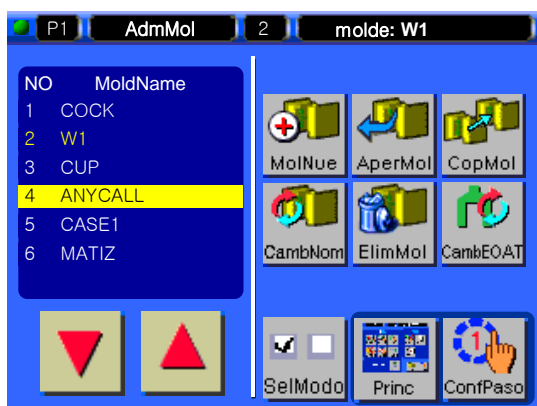 P1 AdmMol 2 molde: W1
NO MoldName
1 COCK
2 W1
3 CUP
4 ANYCALL
5 CASE1
6 MATIZ
MolNue AperMol CopMol
CambNom ElimMol CambEOAT
SelModo Princ ConfPaso
1